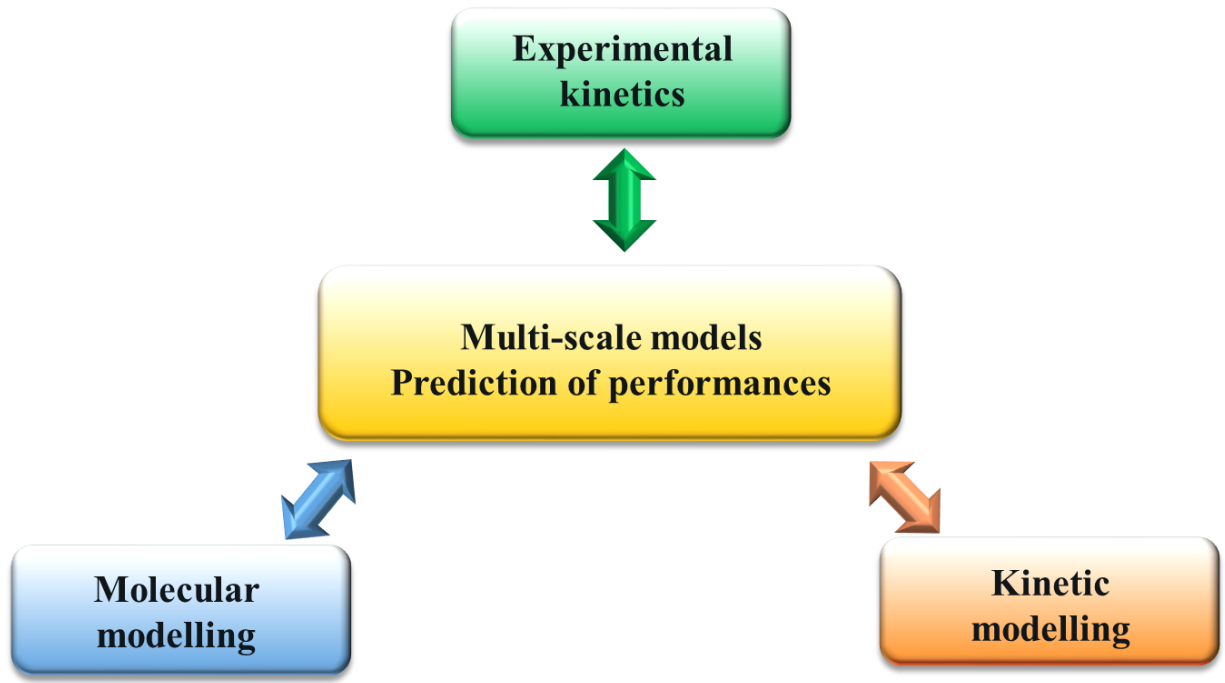 Experimental
kinetics
Multi-scale models
Prediction of performances
Molecular
modelling
Kinetic
modelling